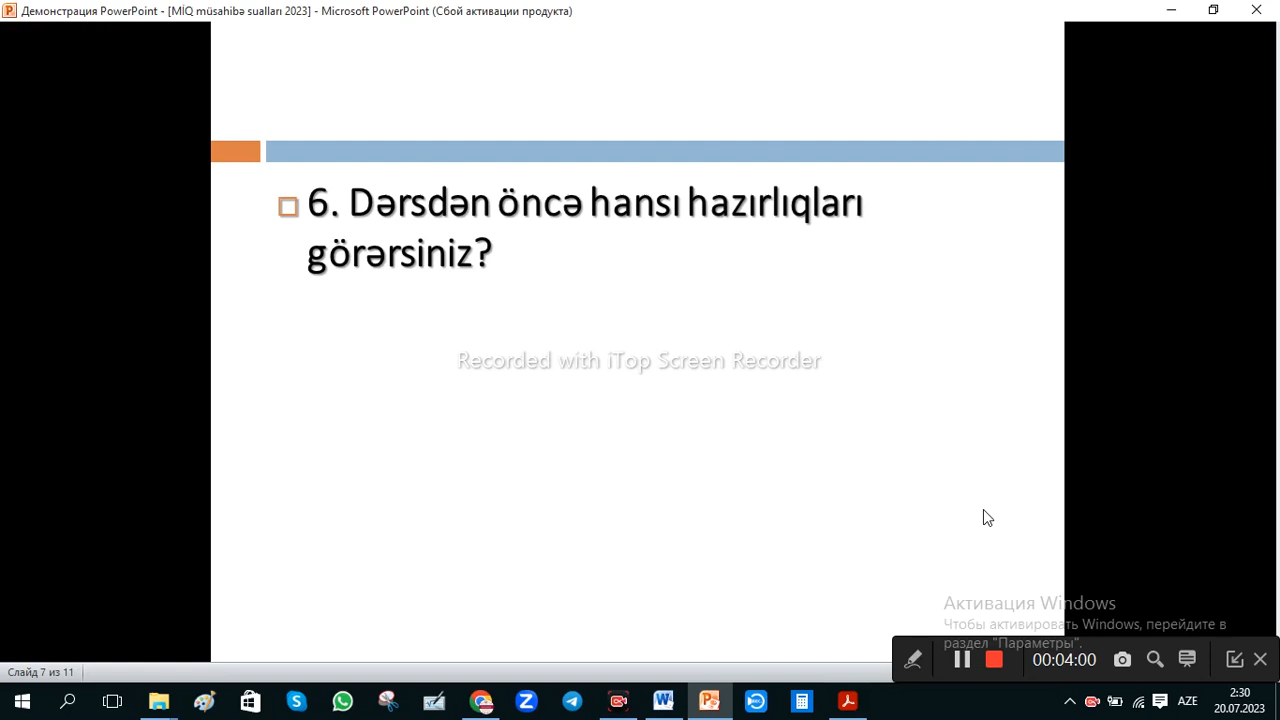 Демонстрация PowerPoint - [MİQ müsahibə sualları 2023] - Microsoft PowerPoint (Сбой активации продукта)
6. Dərsdən öncə hansı hazırlıqları
görərsiniz?
Recorded with iTop Screen Recorder
Активация Windows
Чтобы активировать Windows, перейдите в
раздел "Параметры".
00:04:00
Слайд 7 из 11
AZE
2:30
20.07.2023